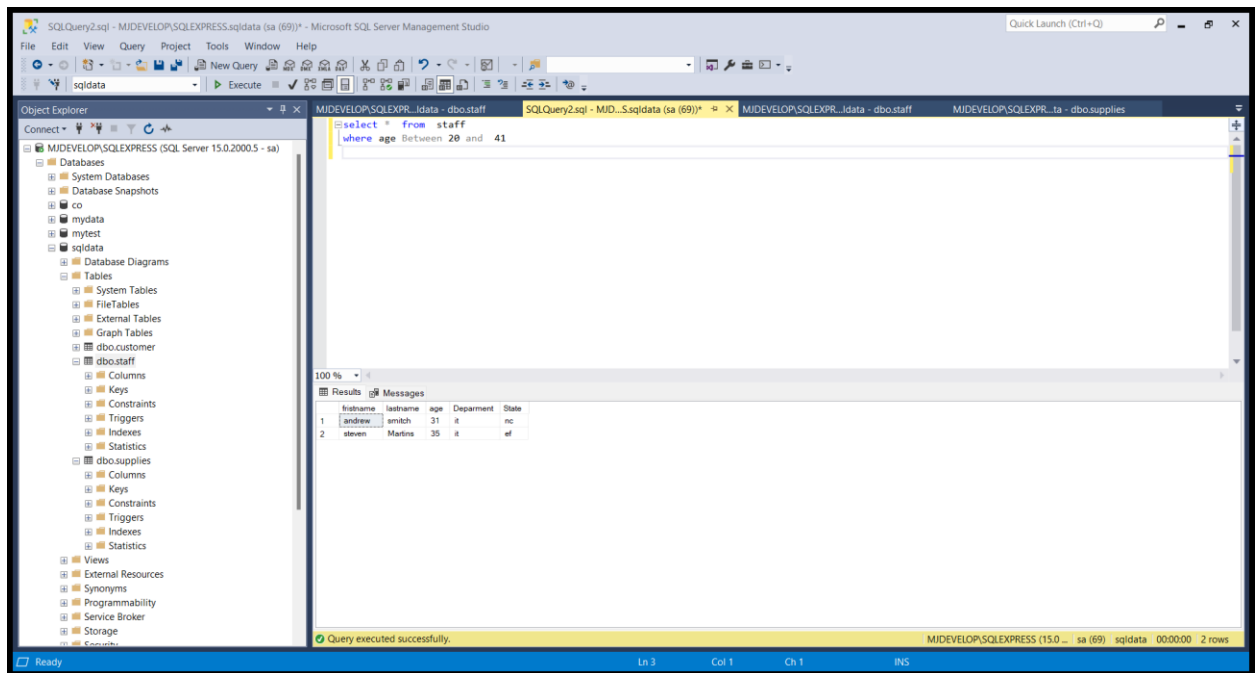 SQLQuery2.sql - MJDEVELOP\SQLEXPRESS.sqldata (sa (69))* - Microsoft SQL Server Management Studio
Quick Launch (Ctrl+Q)
File Edit View Query Project Tools Window Help
New Query
sqldata
Execute
Object Explorer
MJDEVELOP\SQLEXPR...ldata - dbo.staff
SQLQuery2.sql - MJD...S.sqldata (sa (69))*
MJDEVELOP\SQLEXPR...ldata - dbo.staff
MJDEVELOP\SQLEXPR...ta - dbo.supplies
Connect
MJDEVELOP\SQLEXPRESS (SQL Server 15.0.2000.5 - sa)
Databases
System Databases
Database Snapshots
co
mydata
mytest
sqldata
Database Diagrams
Tables
System Tables
FileTables
External Tables
Graph Tables
dbo.customer
dbo.staff
Columns
Keys
Constraints
Triggers
Indexes
Statistics
dbo.supplies
Columns
Keys
Constraints
Triggers
Indexes
Statistics
Views
External Resources
Synonyms
Programmability
Service Broker
Storage
select * from staff
where age Between 20 and 41
100 %
Results Messages
fristname lastname age Deparment State
1 andrew smitch 31 it nc
2 steven Martins 35 it ef
Query executed successfully.
MJDEVELOP\SQLEXPRESS (15.0 ... sa (69) sqldata 00:00:00 2 rows
Ready
Ln 3 Col 1 Ch 1 INS